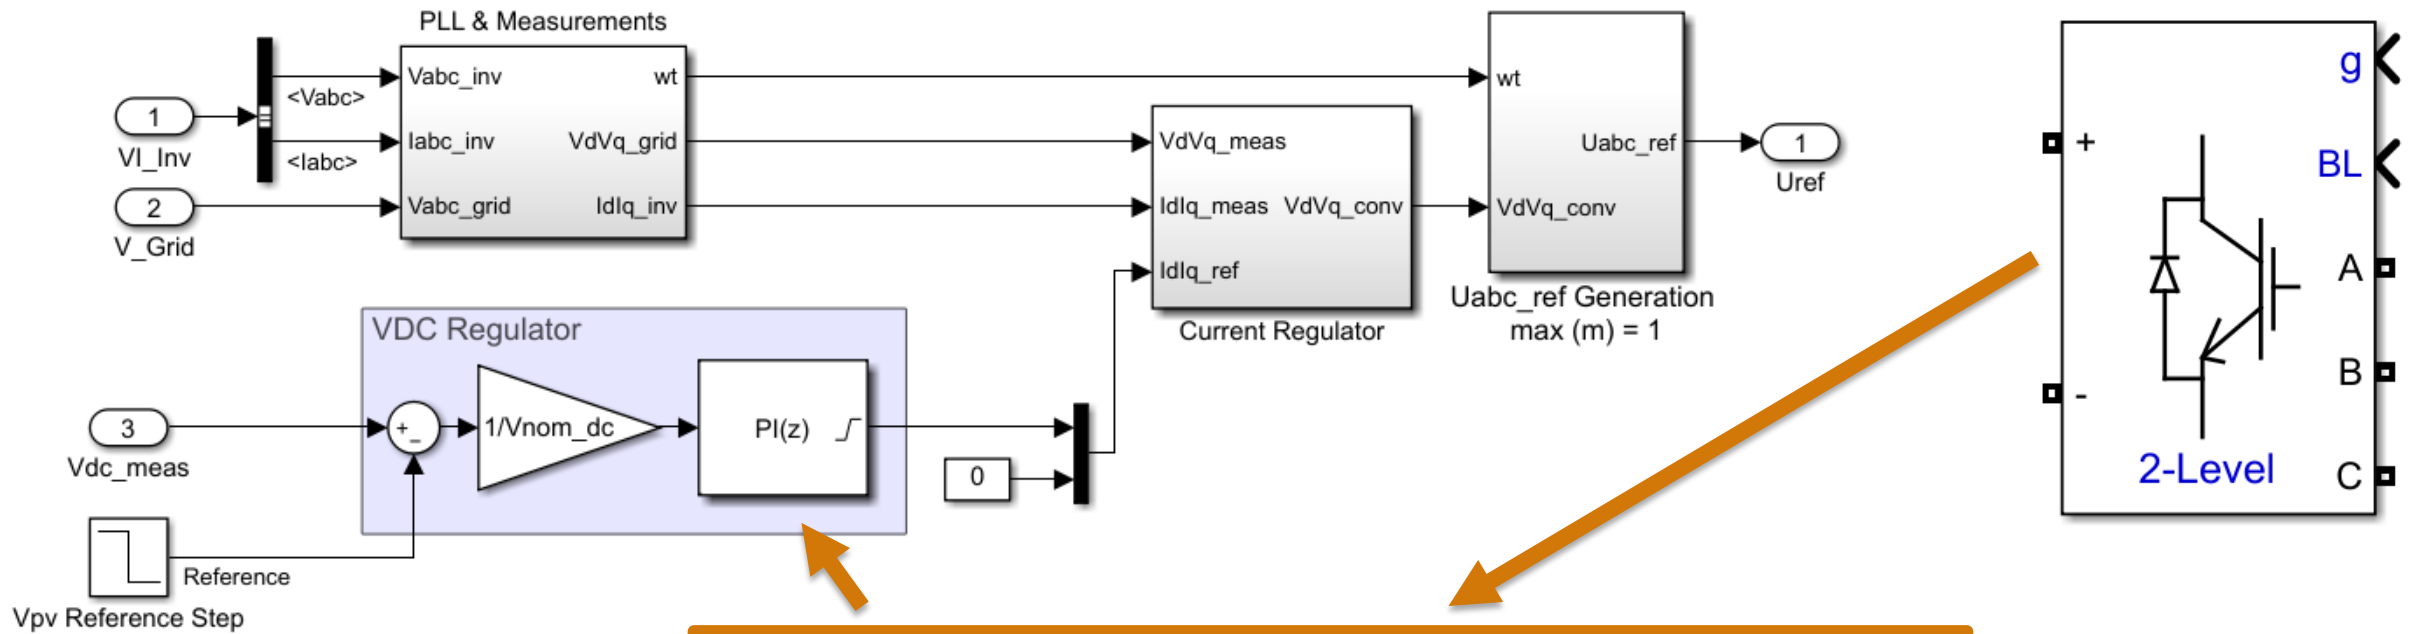 PLL & Measurements
1
VI_Inv
<Vabc>
<Iabc>
2
V_Grid
Vabc_inv
Iabc_inv
Vabc_grid
wt
VdVq_grid
IdIq_inv
VdVq_meas
IdIq_meas
IdIq_ref
VdVq_conv
Current Regulator
wt
VdVq_conv
Uabc_ref
Uabc_ref Generation
max (m) = 1
1
Uref
VDC Regulator
3
Vdc_meas
+
_
1/Vnom_dc
PI(z)
0
Reference
Vpv Reference Step
+
-
g
BL
A
B
C
2-Level